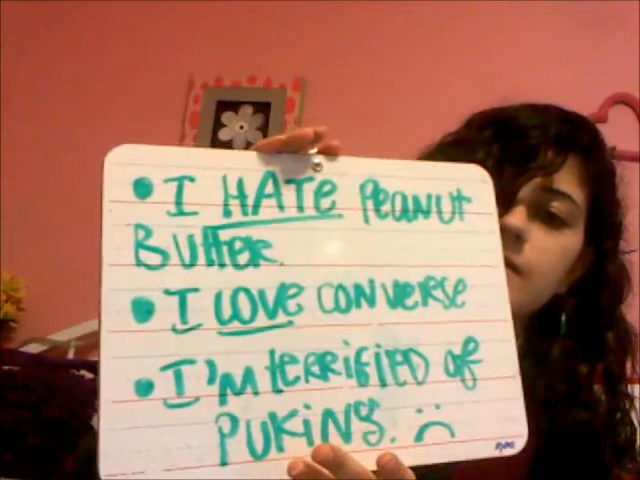 • I HATE PEANUT
BUTTER.
• I LOVE CONVERSE
• I'M TERRIFIED OF
PUKING. :(